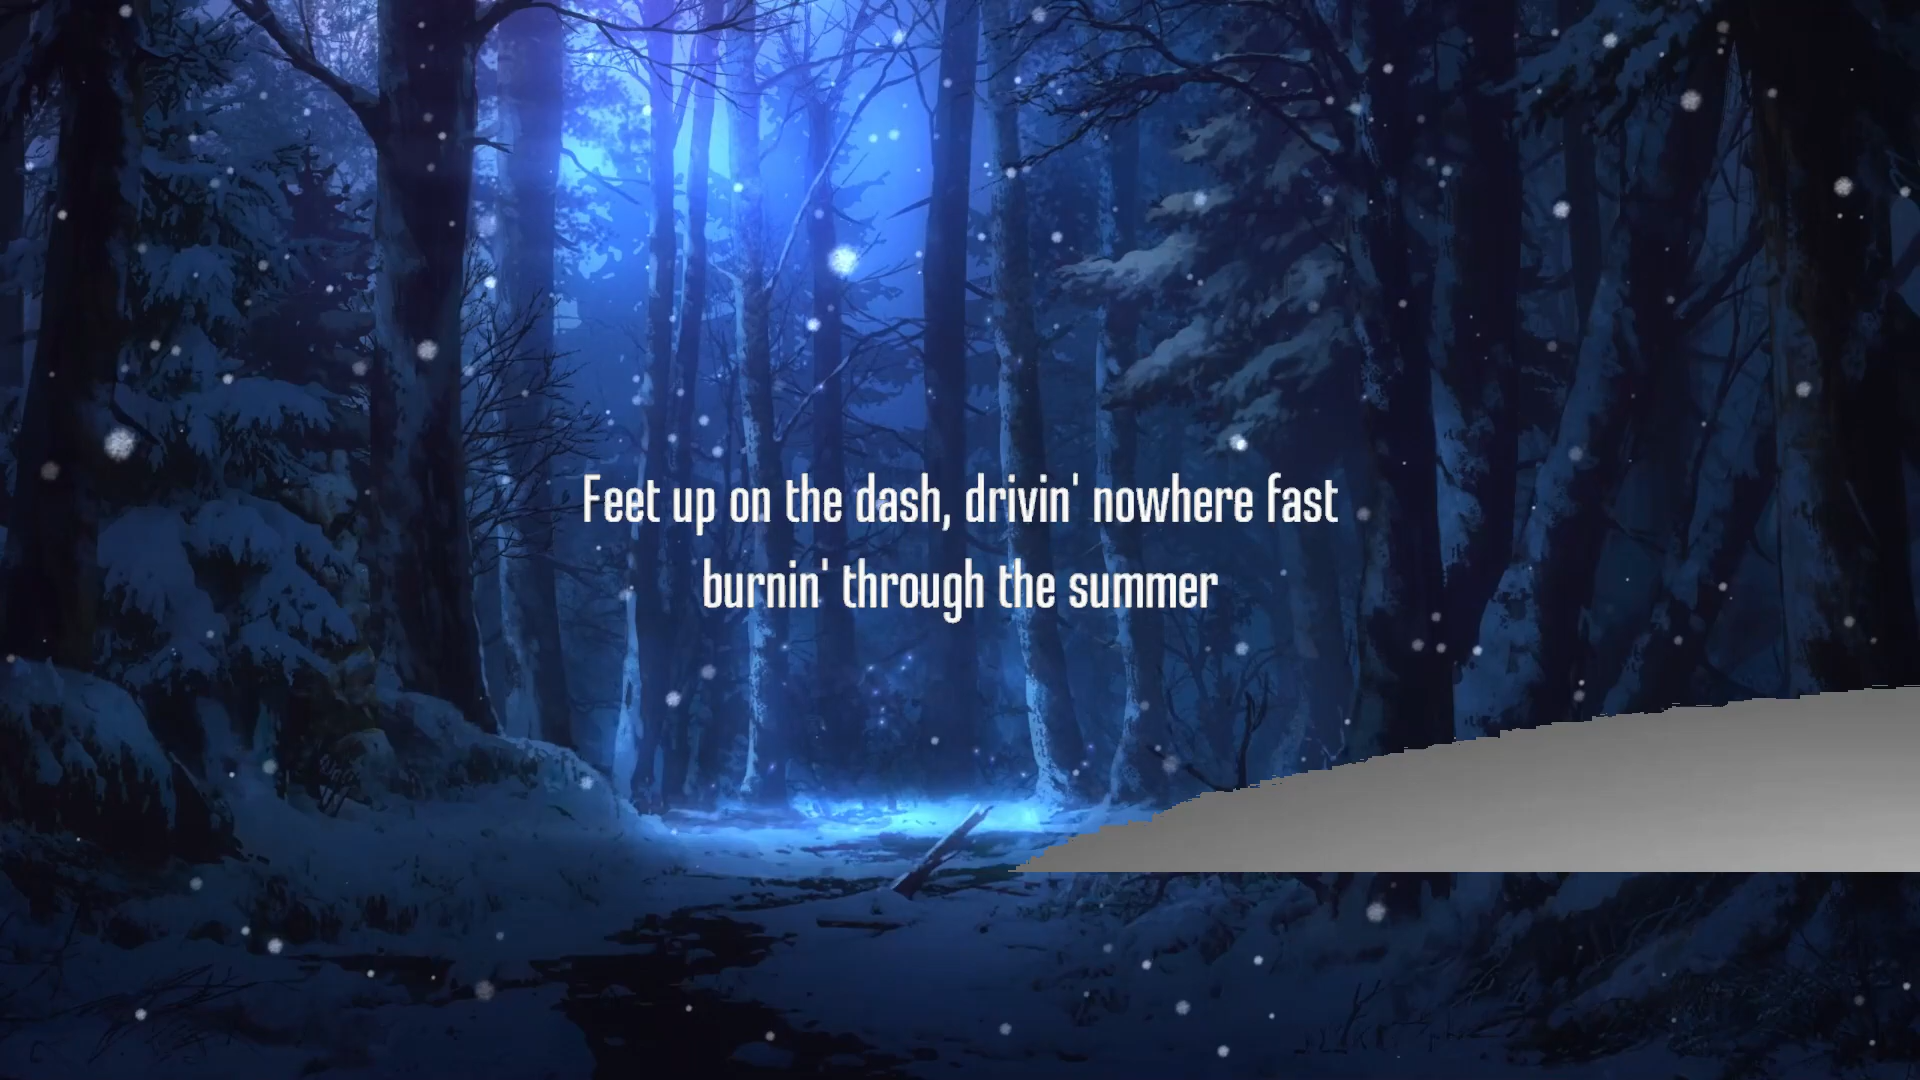 Feet up on the dash, drivin' nowhere fast
burnin' through the summer